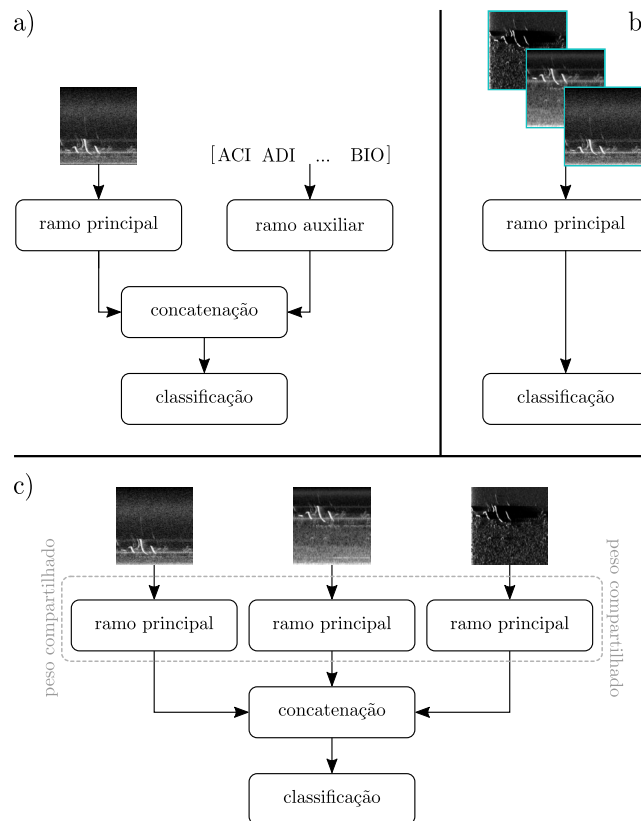 a)
[ACI ADI ... BIO]
ramo principal
ramo auxiliar
concatenação
classificação
b
ramo principal
classificação
c)
peso compartilhado
peso compartilhado
ramo principal
ramo principal
ramo principal
concatenação
classificação